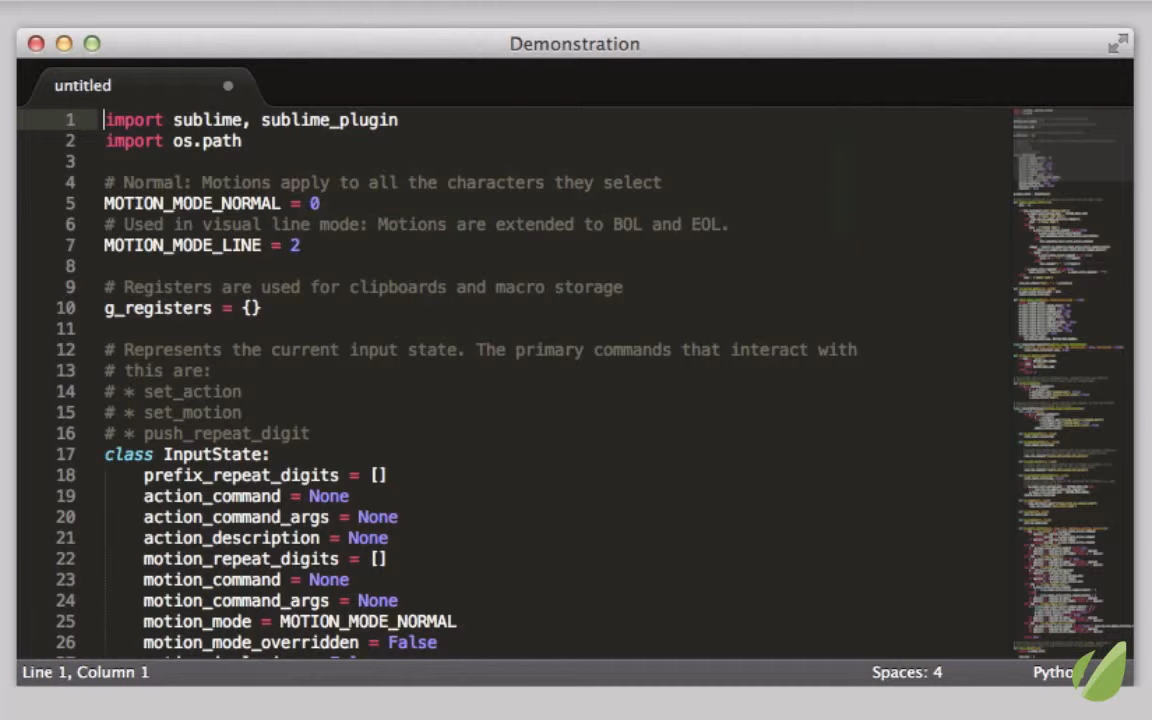 Demonstration
untitled
1 import sublime, sublime_plugin
2 import os.path
3
4 # Normal: Motions apply to all the characters they select
5 MOTION_MODE_NORMAL = 0
6 # Used in visual line mode: Motions are extended to BOL and EOL.
7 MOTION_MODE_LINE = 2
8
9 # Registers are used for clipboards and macro storage
10 g_registers = {}
11
12 # Represents the current input state. The primary commands that interact with
13 # this are:
14 # * set_action
15 # * set_motion
16 # * push_repeat_digit
17 class InputState:
18     prefix_repeat_digits = []
19     action_command = None
20     action_command_args = None
21     action_description = None
22     motion_repeat_digits = []
23     motion_command = None
24     motion_command_args = None
25     motion_mode = MOTION_MODE_NORMAL
26     motion_mode_overridden = False
Line 1, Column 1 Spaces: 4 Pytho